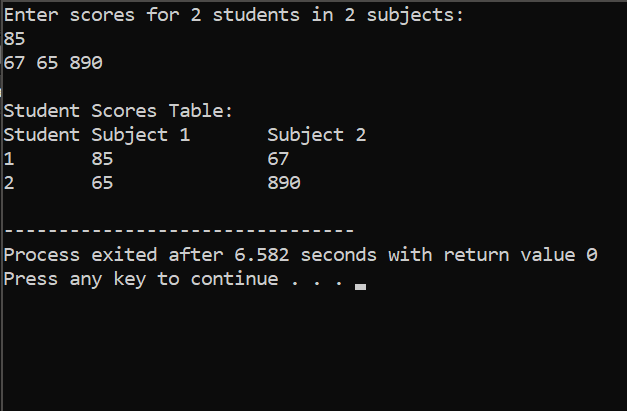 Enter scores for 2 students in 2 subjects:
85
67 65 890
Student Scores Table:
Student Subject 1       Subject 2
1       85              67
2       65              890
--------------------------------
Process exited after 6.582 seconds with return value 0
Press any key to continue . . .